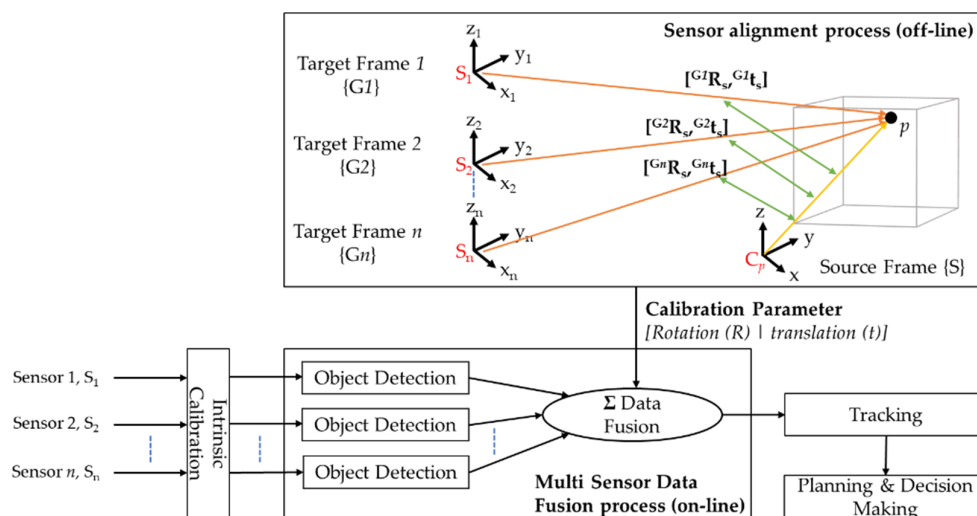 Sensor alignment process (off-line)
Target Frame 1
{G1}
z₁
y₁
x₁
S₁
[ᴳ¹Rₛ,ᴳ¹tₛ]
p
Target Frame 2
{G2}
z₂
y₂
x₂
S₂
[ᴳ²Rₛ,ᴳ²tₛ]
[ᴳⁿRₛ,ᴳⁿtₛ]
Target Frame n
{Gn}
zₙ
yₙ
xₙ
Sₙ
z
y
x
Cₚ
Source Frame {S}
Calibration Parameter
[Rotation (R) | translation (t)]
Sensor 1, S₁
Sensor 2, S₂
Sensor n, Sₙ
Intrinsic
Calibration
Object Detection
Object Detection
Object Detection
Σ Data
Fusion
Multi Sensor Data
Fusion process (on-line)
Tracking
Planning & Decision
Making